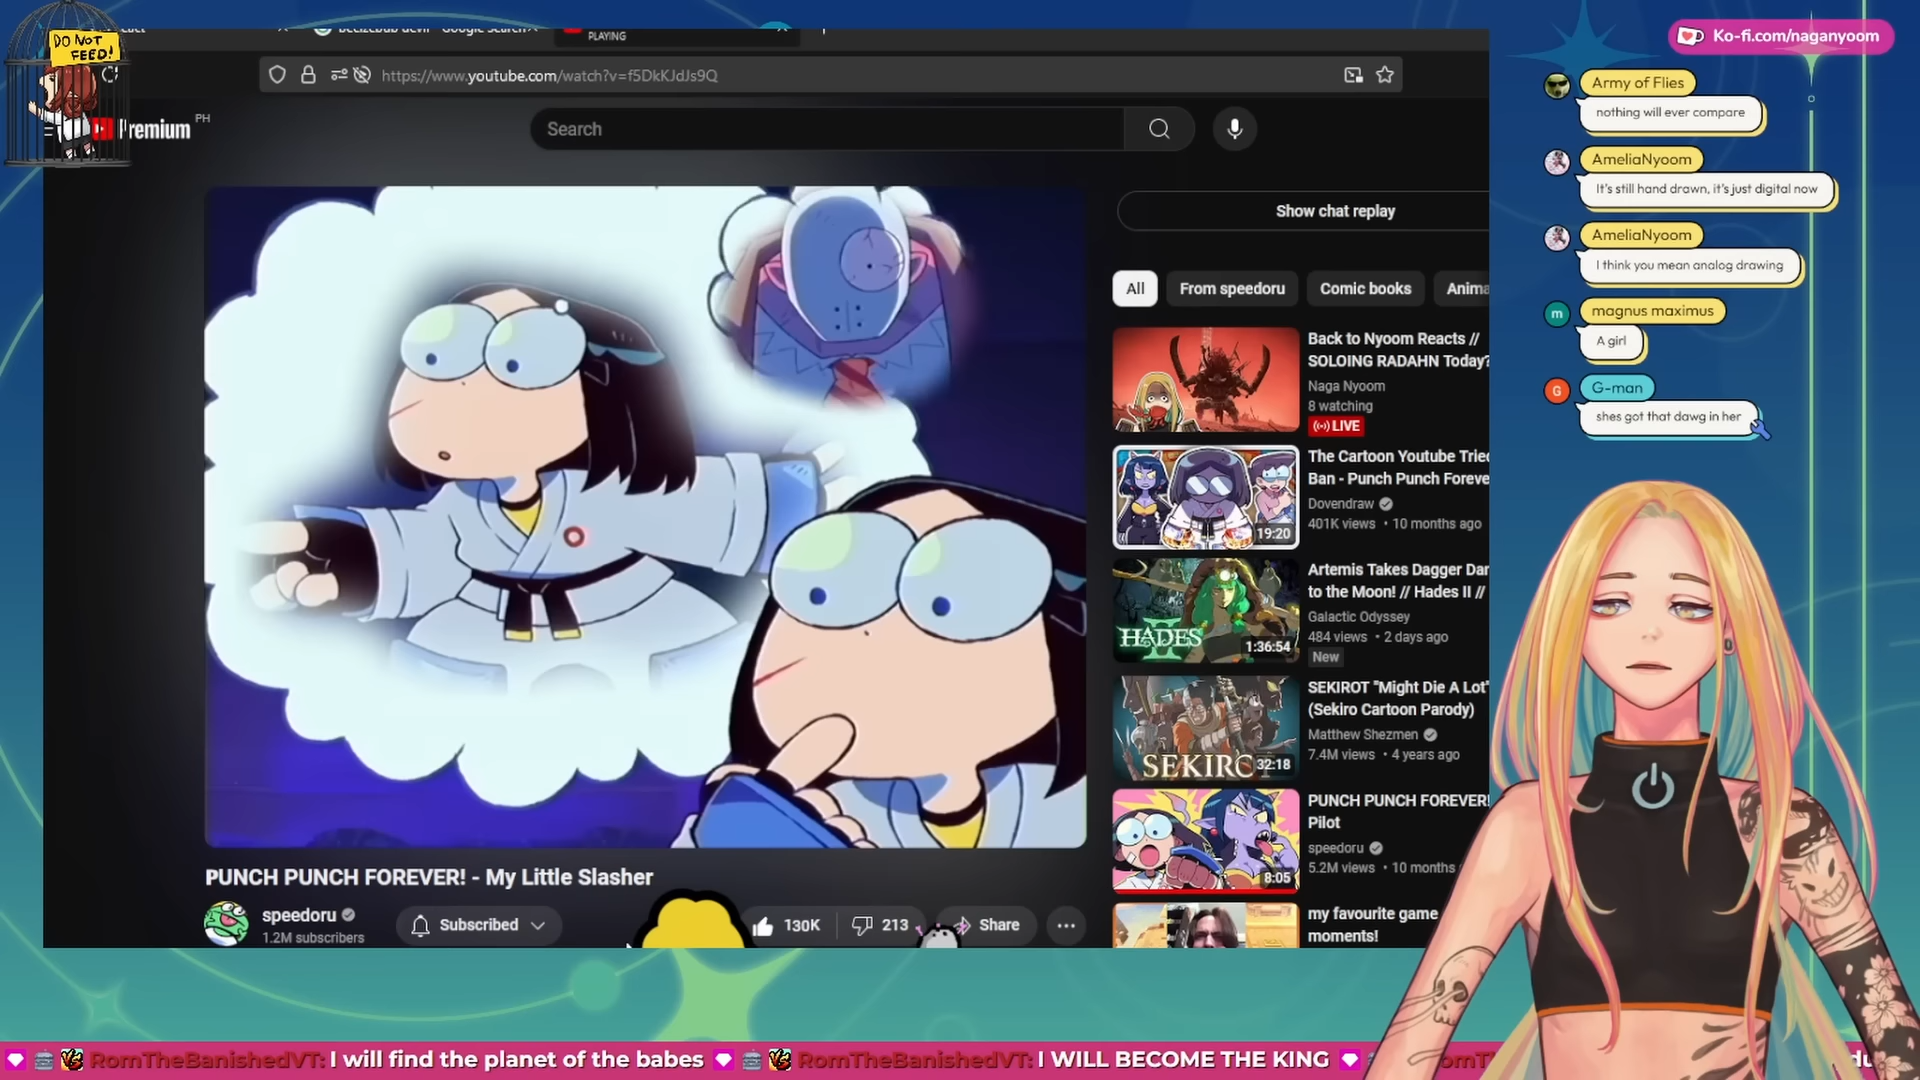 DO NOT
FEED!
Beelzebub devil - Google Search
PLAYING
https://www.youtube.com/watch?v=f5DkKJdJs9Q
Premium
PH
Search
Show chat replay
All
From speedoru
Comic books
Anima
Back to Nyoom Reacts //
SOLOING RADAHN Today?
Naga Nyoom
8 watching
LIVE
The Cartoon Youtube Tried
Ban - Punch Punch Foreve
Dovendraw
401K views • 10 months ago
19:20
Artemis Takes Dagger Dar
to the Moon! // Hades II //
Galactic Odyssey
484 views • 2 days ago
New
HADES
II
1:36:54
SEKIROT "Might Die A Lot"
(Sekiro Cartoon Parody)
Matthew Shezmen
7.4M views • 4 years ago
SEKIRO
32:18
PUNCH PUNCH FOREVER!
Pilot
speedoru
5.2M views • 10 months
8:05
my favourite game
moments!
PUNCH PUNCH FOREVER! - My Little Slasher
speedoru
1.2M subscribers
Subscribed
130K
213
Share
Ko-fi.com/naganyoom
Army of Flies
nothing will ever compare
AmeliaNyoom
It's still hand drawn, it's just digital now
AmeliaNyoom
I think you mean analog drawing
m
magnus maximus
A girl
G
G-man
shes got that dawg in her
RomTheBanishedVT: I will find the planet of the babes RomTheBanishedVT: I WILL BECOME THE KING